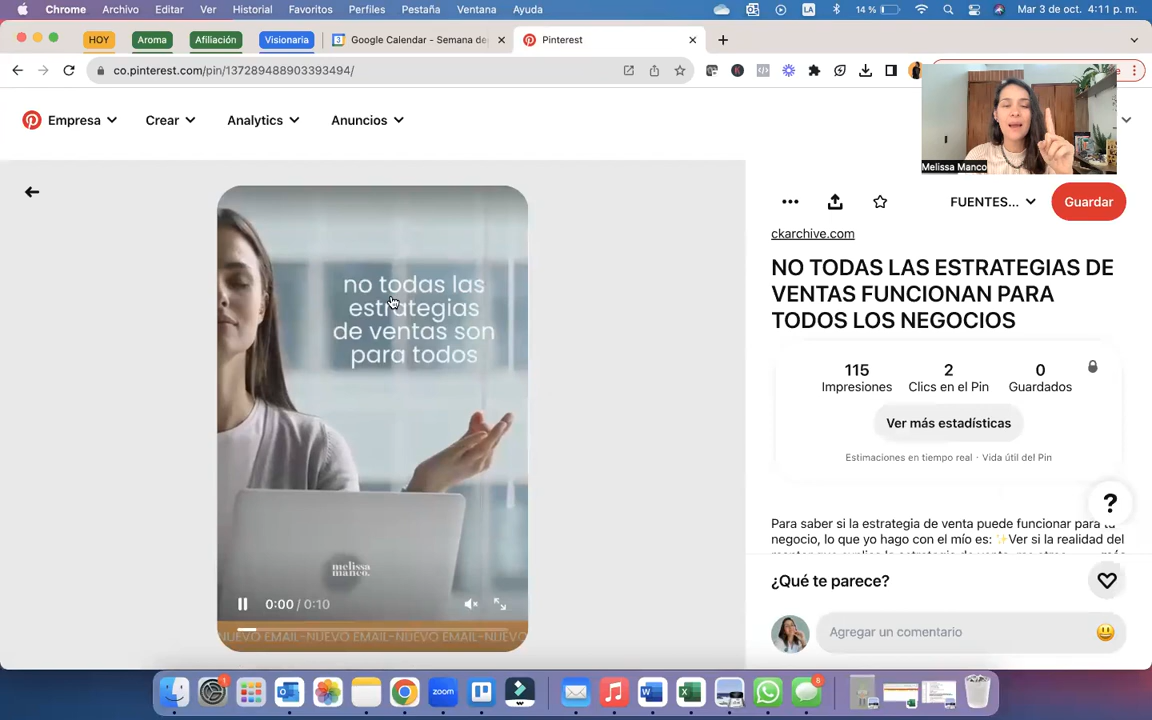 Chrome Archivo Editar Ver Historial Favoritos Perfiles Pestaña Ventana Ayuda
LA 14 % Mar 3 de oct. 4:11 p. m.
HOY Aroma Afiliación Visionaria Google Calendar - Semana de Pinterest
co.pinterest.com/pin/137289488903393494/
Empresa Crear Analytics Anuncios
Melissa Manco
FUENTES... Guardar
ckarchive.com
NO TODAS LAS ESTRATEGIAS DE
VENTAS FUNCIONAN PARA
TODOS LOS NEGOCIOS
no todas las
estrategias
de ventas son
para todos
115 2 0
Impresiones Clics en el Pin Guardados
Ver más estadísticas
Estimaciones en tiempo real · Vida útil del Pin
?
Para saber si la estrategia de venta puede funcionar para tu
negocio, lo que yo hago con el mío es: ✨Ver si la realidad del
melissa
manco.
¿Qué te parece?
0:00 / 0:10
NUEVO EMAIL-NUEVO EMAIL-NUEVO EMAIL-NUEVO
Agregar un comentario
1 zoom W X 8